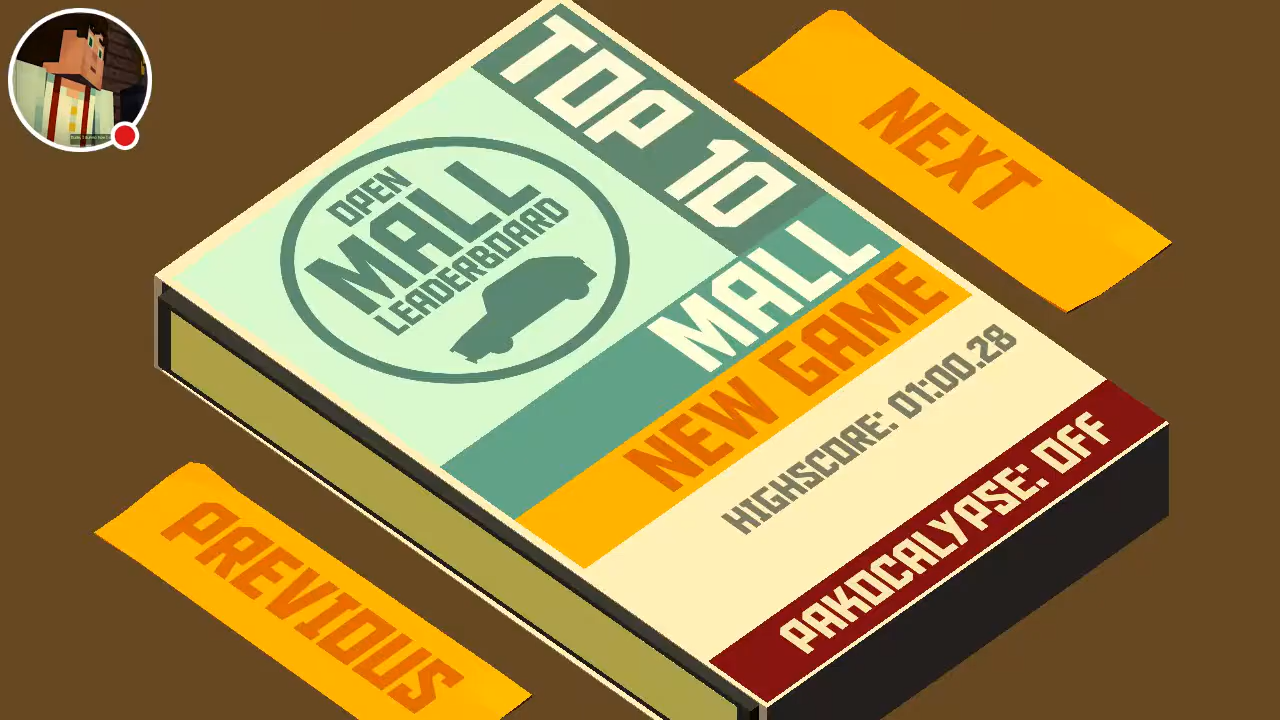 TOP 10
MALL
OPEN
MALL
LEADERBOARD
NEW GAME
HIGHSCORE: 01:00.28
PAKOCALYPSE: OFF
NEXT
PREVIOUS